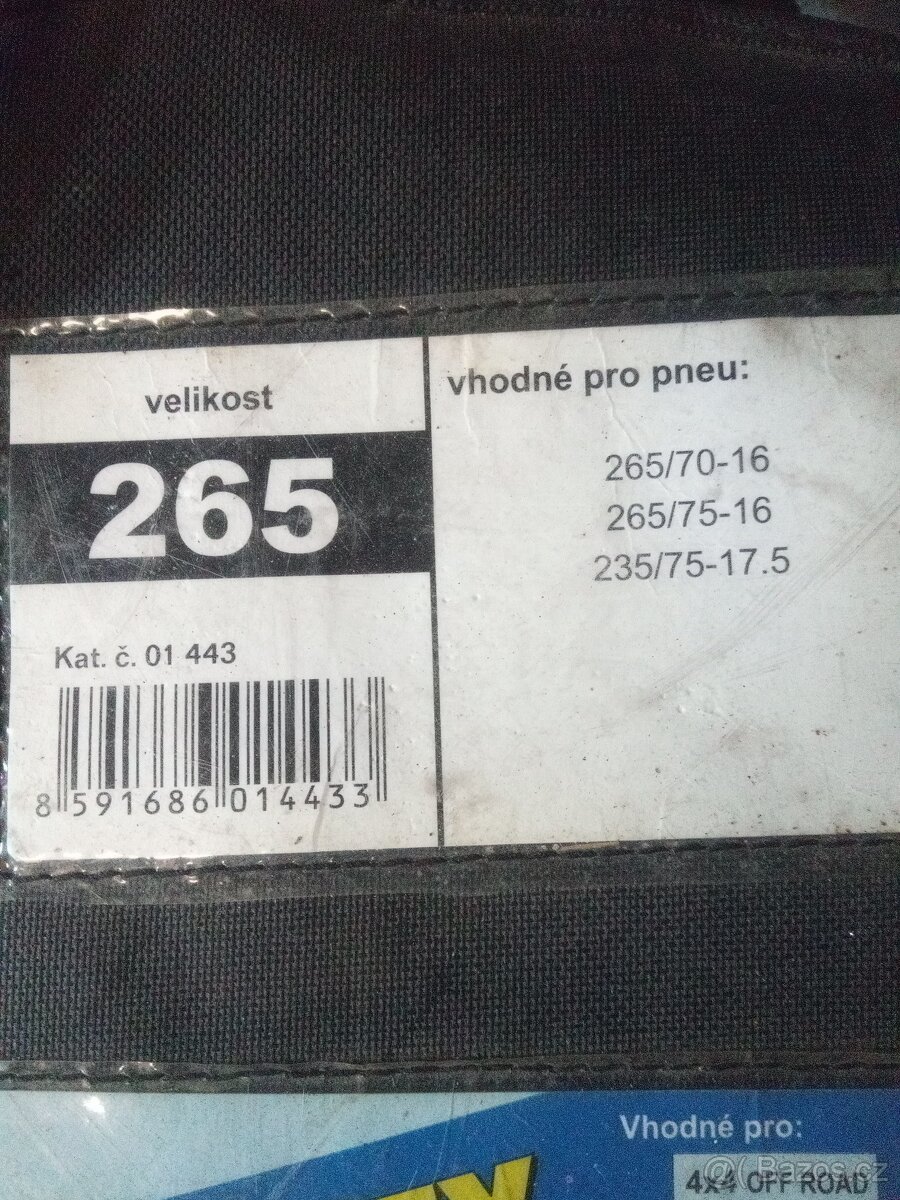 velikost
265
Kat. č. 01 443
8 591686 014433
vhodné pro pneu:
265/70-16
265/75-16
235/75-17.5
Vhodné pro:
4x4 OFF ROAD
@ Bazos.cz